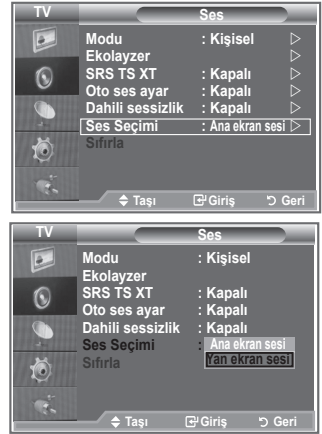 TV Ses
Modu : Kişisel
Ekolayzer
SRS TS XT : Kapalı
Oto ses ayar : Kapalı
Dahili sessizlik : Kapalı
Ses Seçimi : Ana ekran sesi
Sıfırla
Taşı Giriş Geri
TV Ses
Modu : Kişisel
Ekolayzer
SRS TS XT : Kapalı
Oto ses ayar : Kapalı
Dahili sessizlik : Kapalı
Ses Seçimi : Ana ekran sesi
Yan ekran sesi
Sıfırla
Taşı Giriş Geri